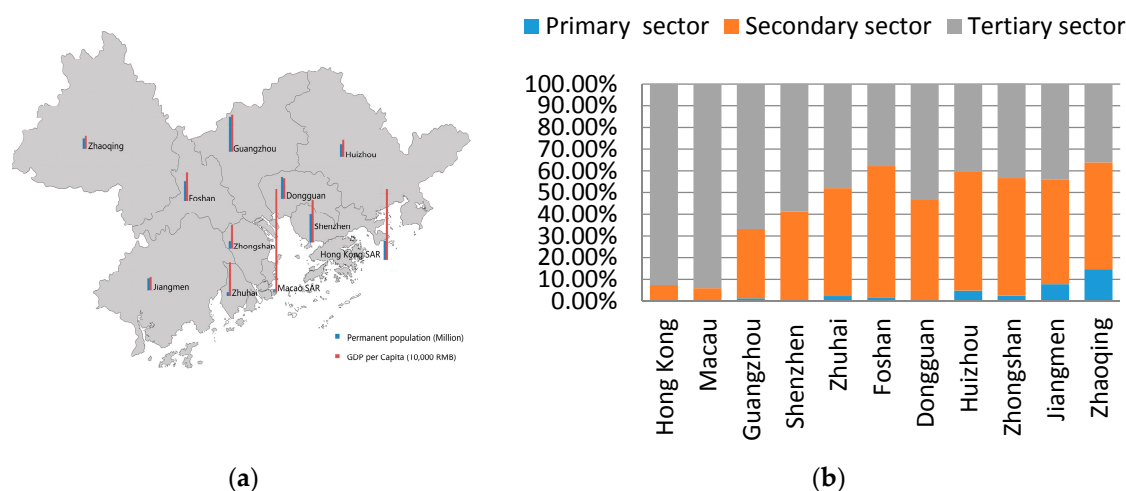 Zhaoqing
Guangzhou
Huizhou
Foshan
Dongguan
Shenzhen
Zhongshan
Hong Kong SAR
Jiangmen
Zhuhai
Macao SAR
Permanent population (Million)
GDP per Capita (10,000 RMB)
(a)
Primary sector Secondary sector Tertiary sector
100.00%
90.00%
80.00%
70.00%
60.00%
50.00%
40.00%
30.00%
20.00%
10.00%
0.00%
Hong Kong
Macau
Guangzhou
Shenzhen
Zhuhai
Foshan
Dongguan
Huizhou
Zhongshan
Jiangmen
Zhaoqing
(b)